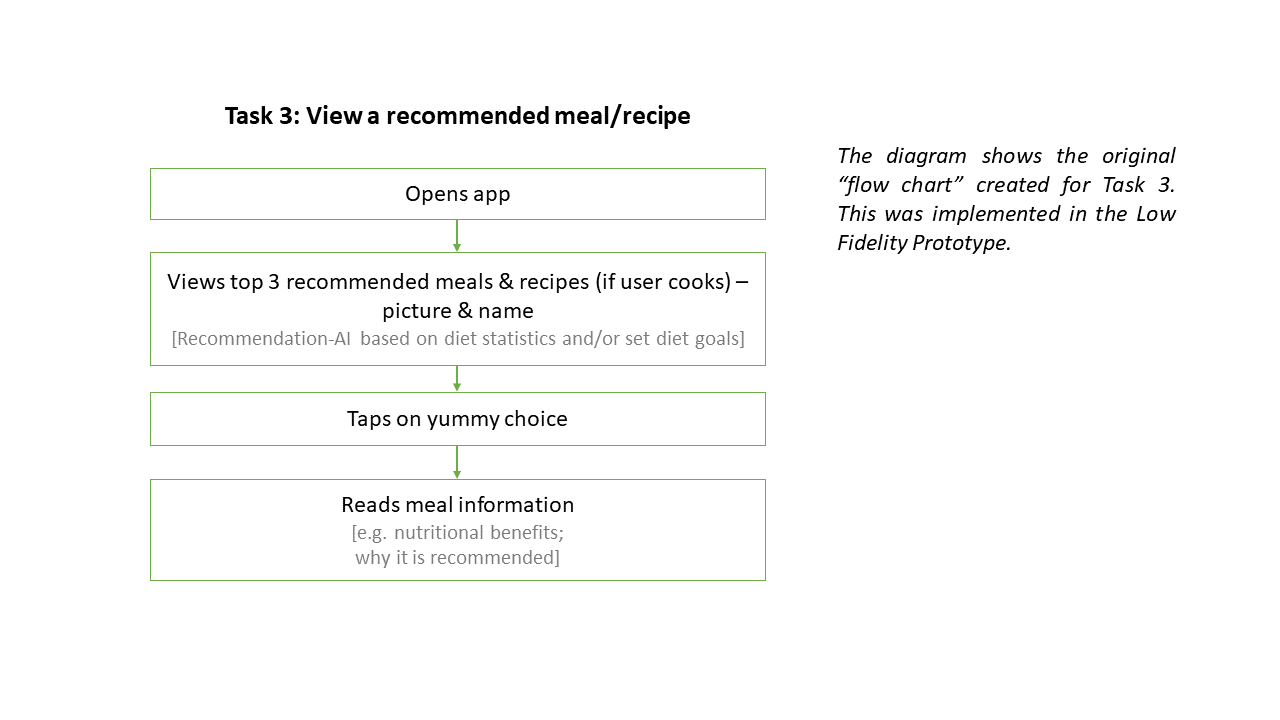 Task 3: View a recommended meal/recipe
Opens app
Views top 3 recommended meals & recipes (if user cooks) –
picture & name
[Recommendation-AI based on diet statistics and/or set diet goals]
Taps on yummy choice
Reads meal information
[e.g. nutritional benefits;
why it is recommended]
The diagram shows the original
“flow chart” created for Task 3.
This was implemented in the Low
Fidelity Prototype.